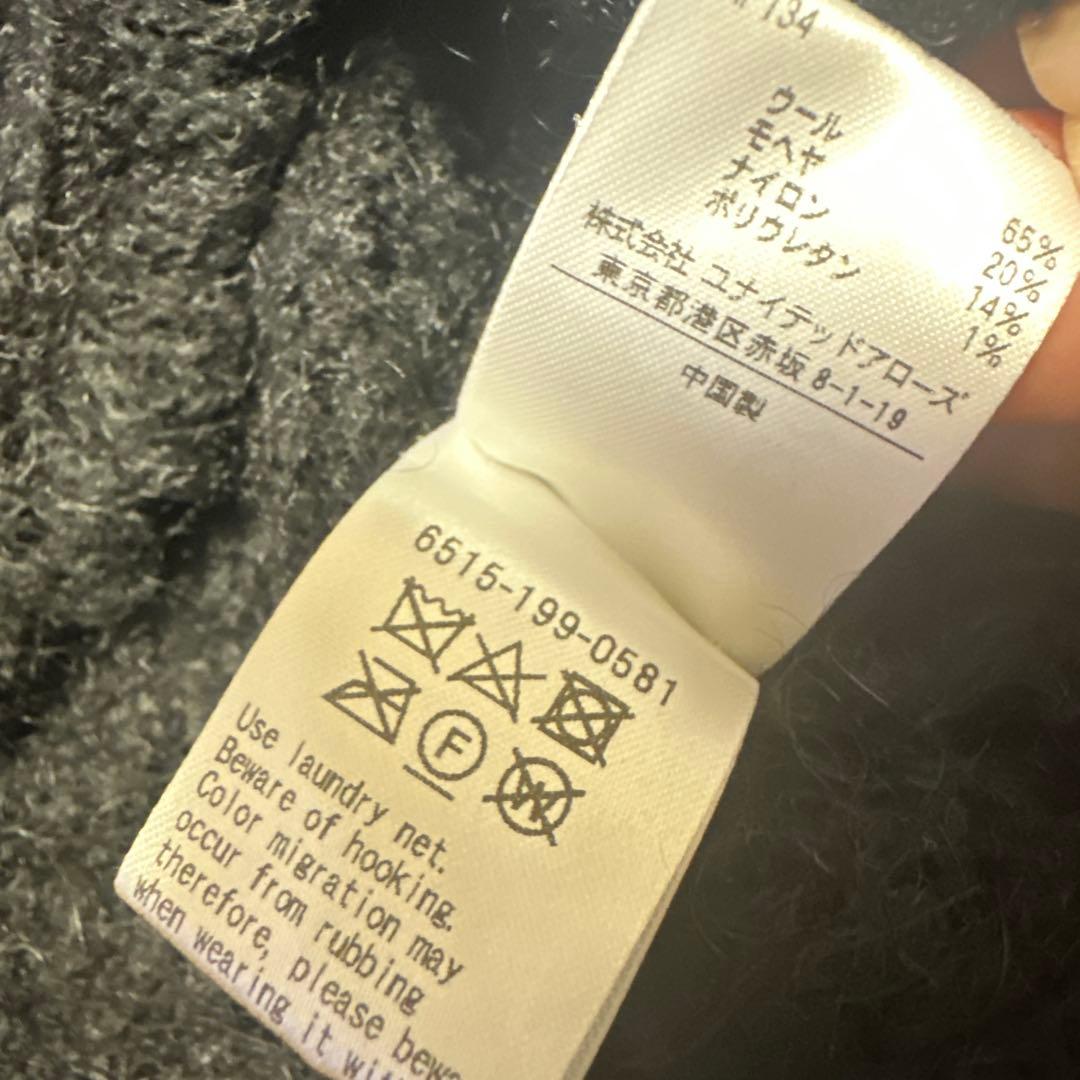 134
ウール 65%
モヘヤ 20%
ナイロン 14%
ポリウレタン 1%
株式会社 ユナイテッドアローズ
東京都港区赤坂 8-1-19
中国製
6515-199-0581
F
W
Use laundry net.
Beware of hooking.
Color migration may
occur from rubbing
therefore, please bewa
when wearing it wit